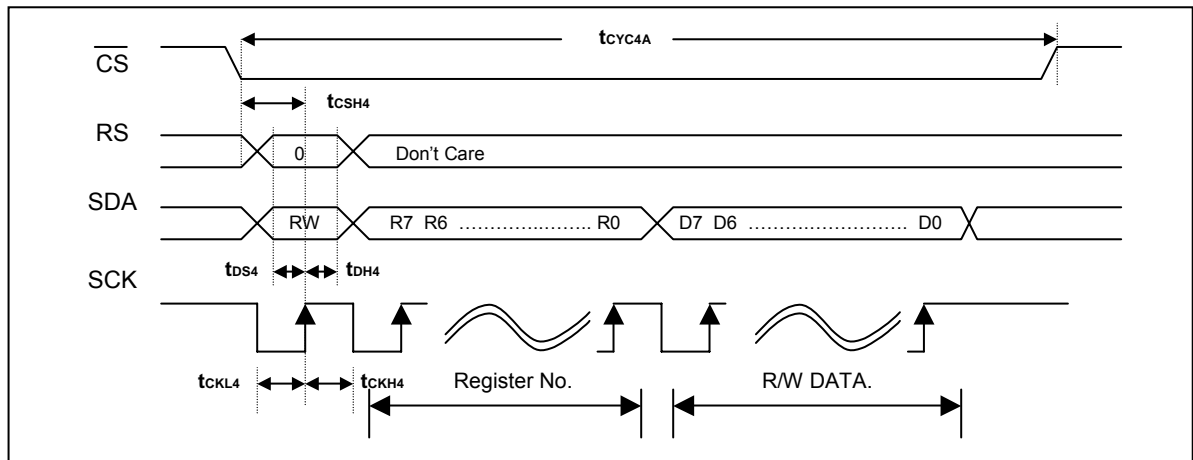 tCYC4A
CS
tCSH4
RS
0 Don't Care
SDA
RW R7 R6 ........................ R0 D7 D6 ............................ D0
tDS4 tDH4
SCK
tCKL4 tCKH4 Register No. R/W DATA.